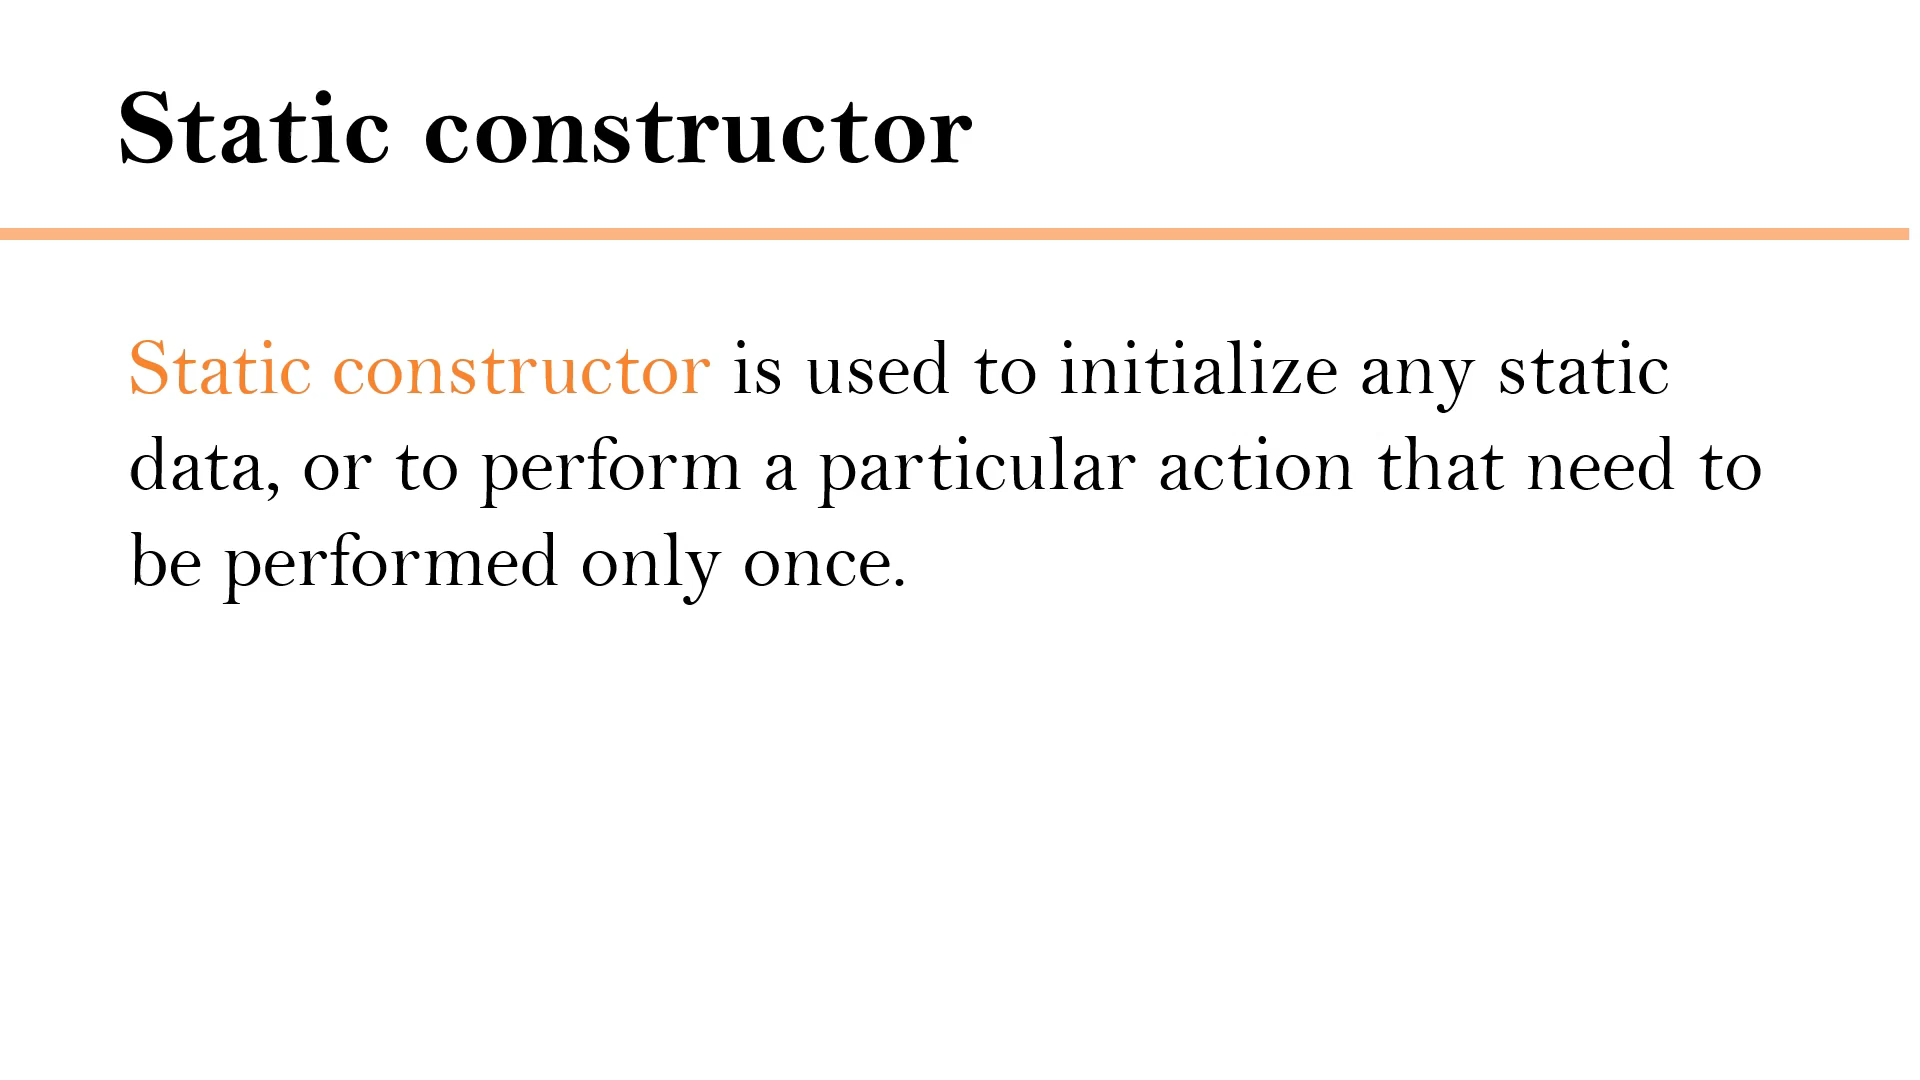 Static constructor
Static constructor is used to initialize any static
data, or to perform a particular action that need to
be performed only once.